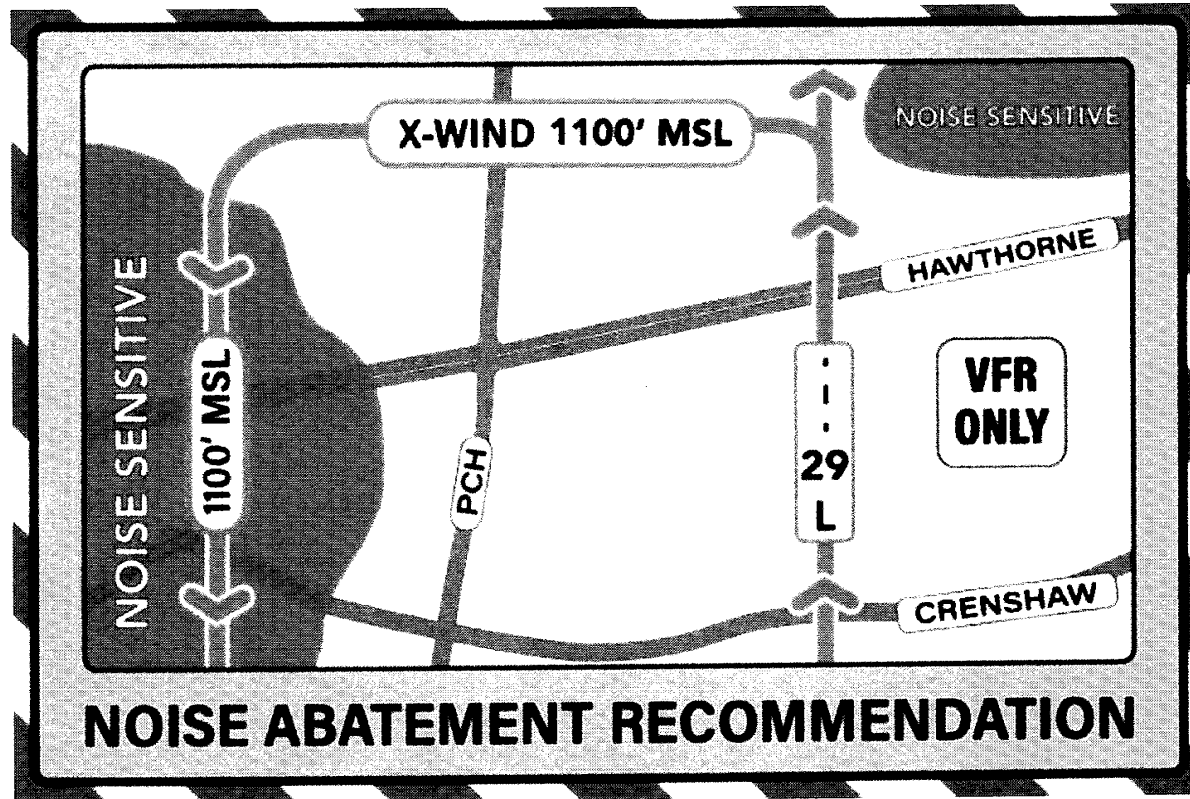 NOISE SENSITIVE
X-WIND 1100' MSL
HAWTHORNE
NOISE SENSITIVE
1100' MSL
PCH
29
L
VFR
ONLY
CRENSHAW
NOISE ABATEMENT RECOMMENDATION